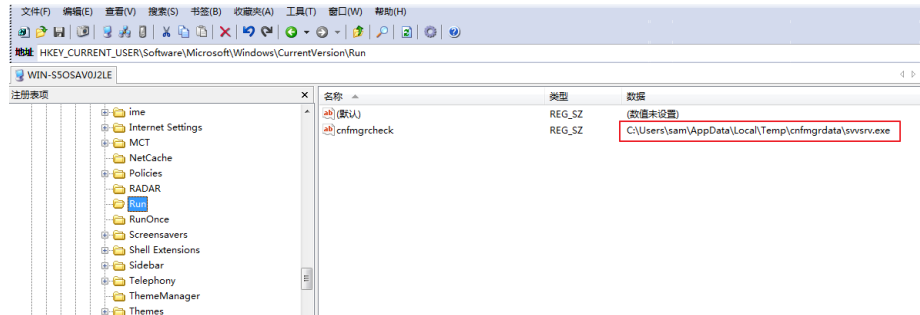 文件(F) 编辑(E) 查看(V) 搜索(S) 书签(B) 收藏夹(A) 工具(T) 窗口(W) 帮助(H)
地址 HKEY_CURRENT_USER\Software\Microsoft\Windows\CurrentVersion\Run
WIN-S5OSAV0J2LE
注册表项
名称 类型 数据
ime
Internet Settings
MCT
NetCache
Policies
RADAR
Run
RunOnce
Screensavers
Shell Extensions
Sidebar
Telephony
ThemeManager
Themes
ab (默认) REG_SZ (数值未设置)
ab cnfmgrcheck REG_SZ C:\Users\sam\AppData\Local\Temp\cnfmgrdata\svvsrv.exe